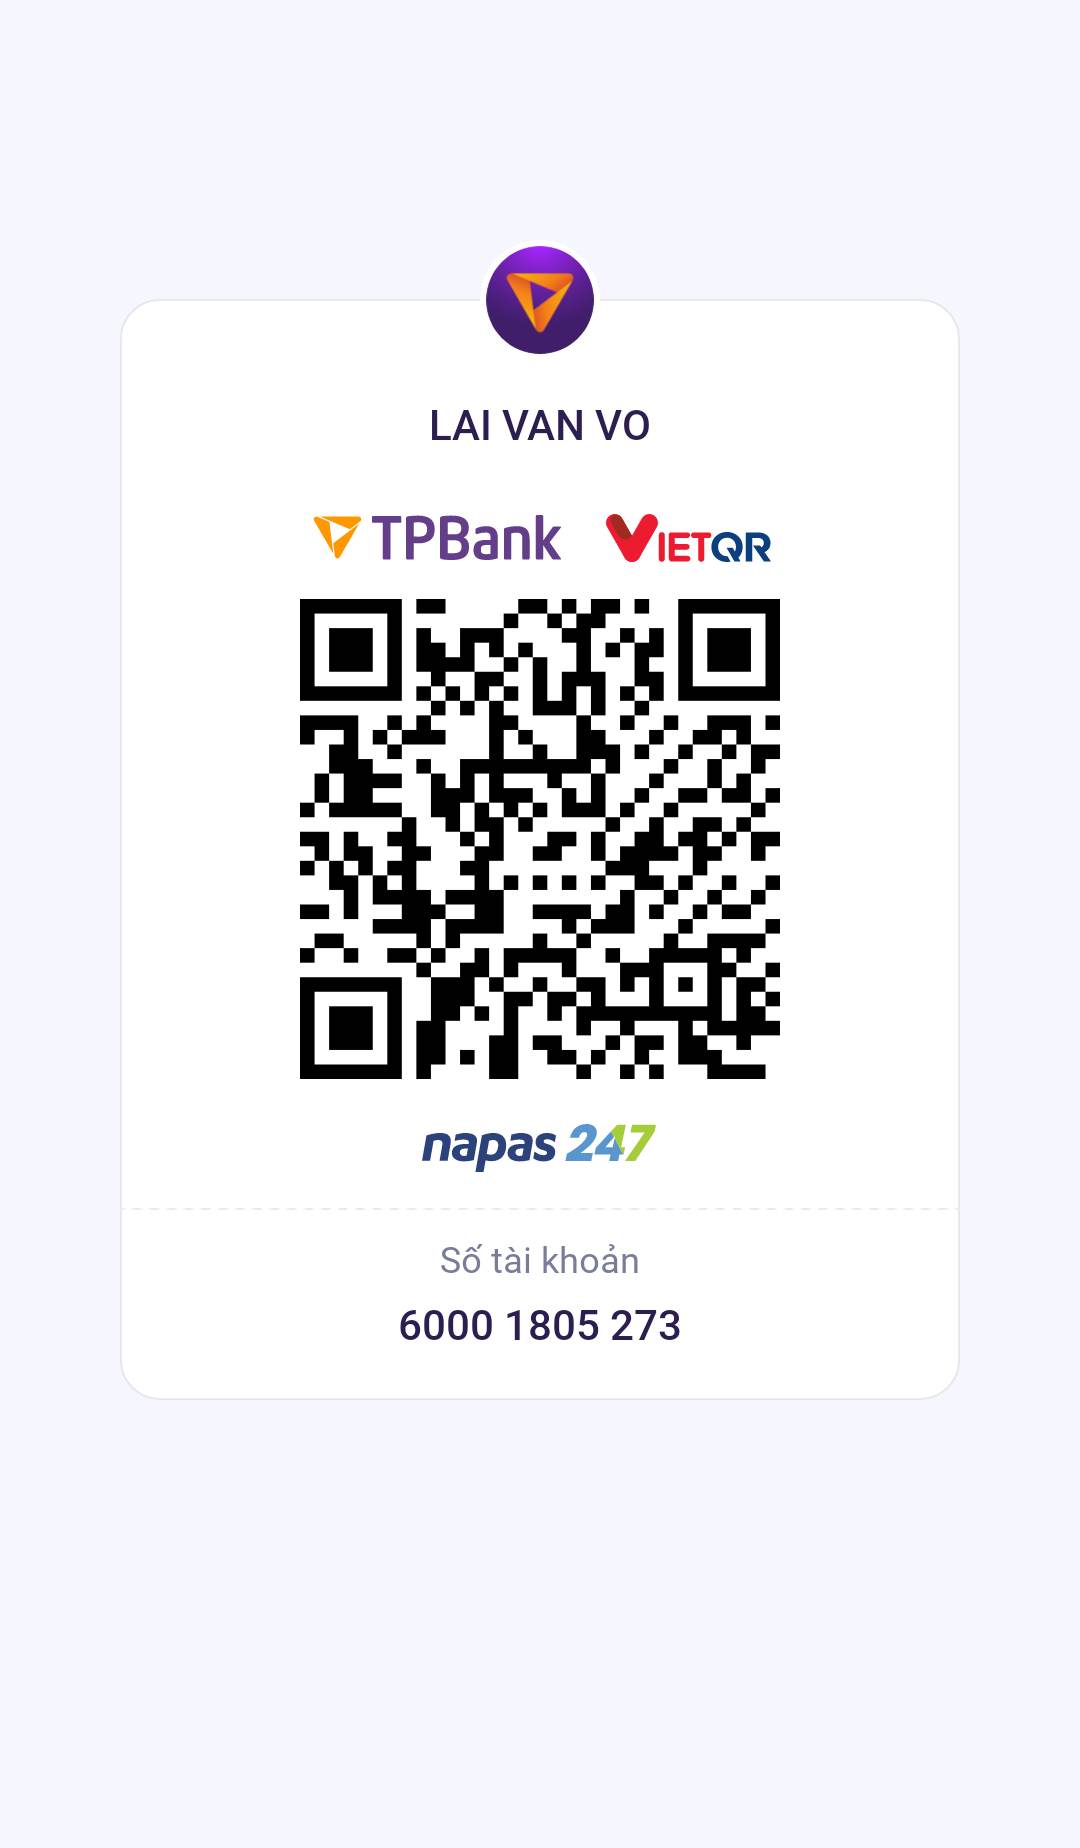 LAI VAN VO
TPBank VIETQR
napas 247
Số tài khoản
6000 1805 273